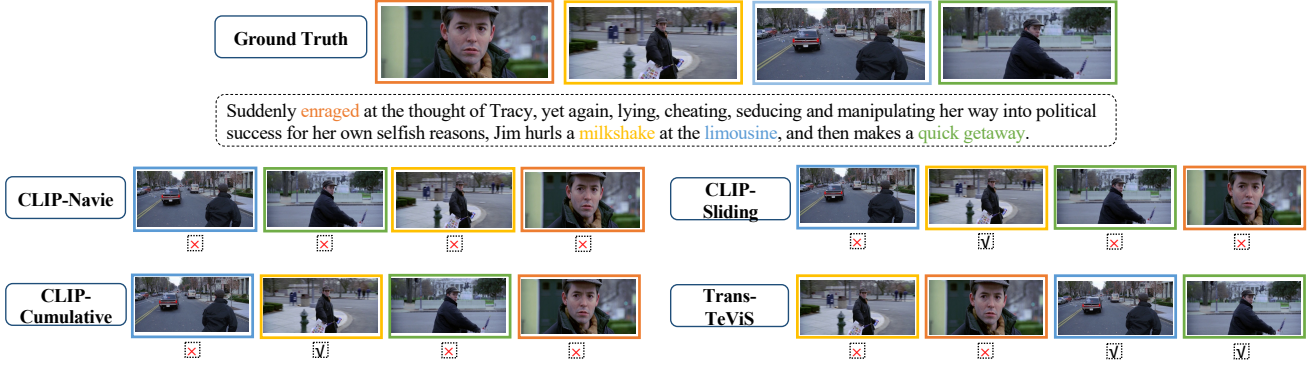 Ground Truth
Suddenly enraged at the thought of Tracy, yet again, lying, cheating, seducing and manipulating her way into political
success for her own selfish reasons, Jim hurls a milkshake at the limousine, and then makes a quick getaway.
CLIP-Navie
× × × ×
CLIP-
Sliding
× √ × ×
CLIP-
Cumulative
× √ × ×
Trans-
TeViS
× × √ √